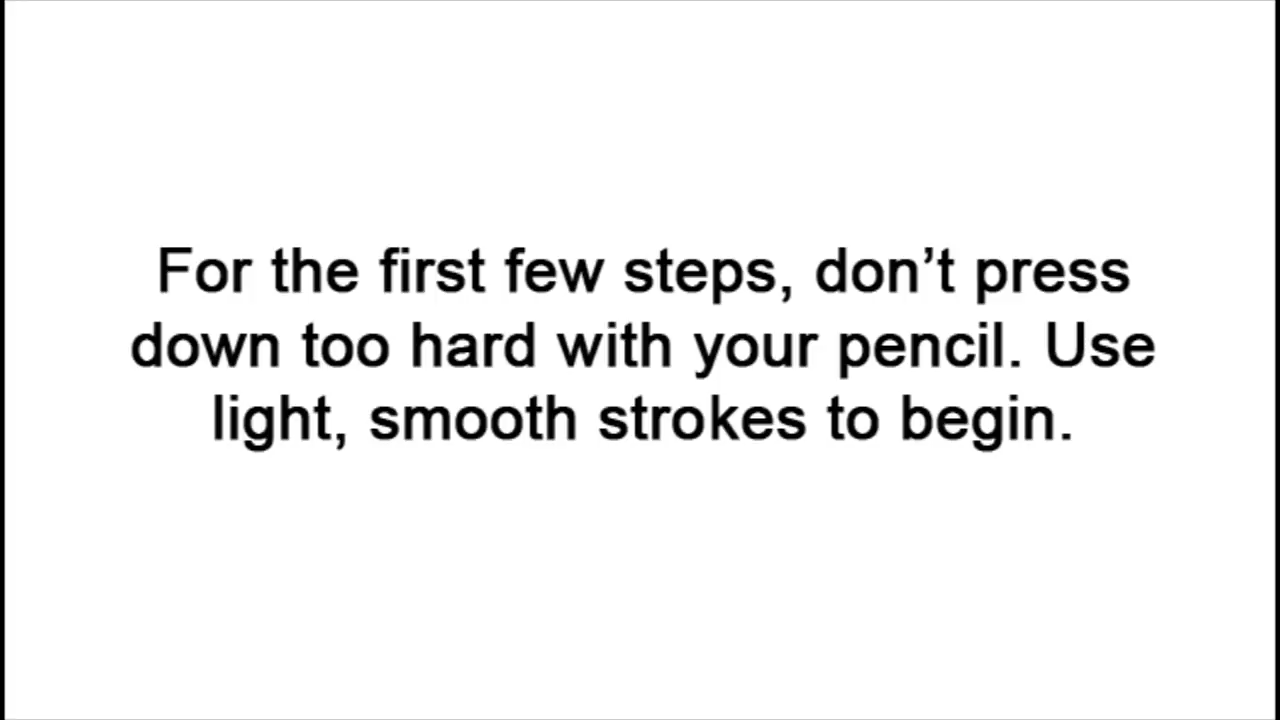 For the first few steps, don’t press
down too hard with your pencil. Use
light, smooth strokes to begin.